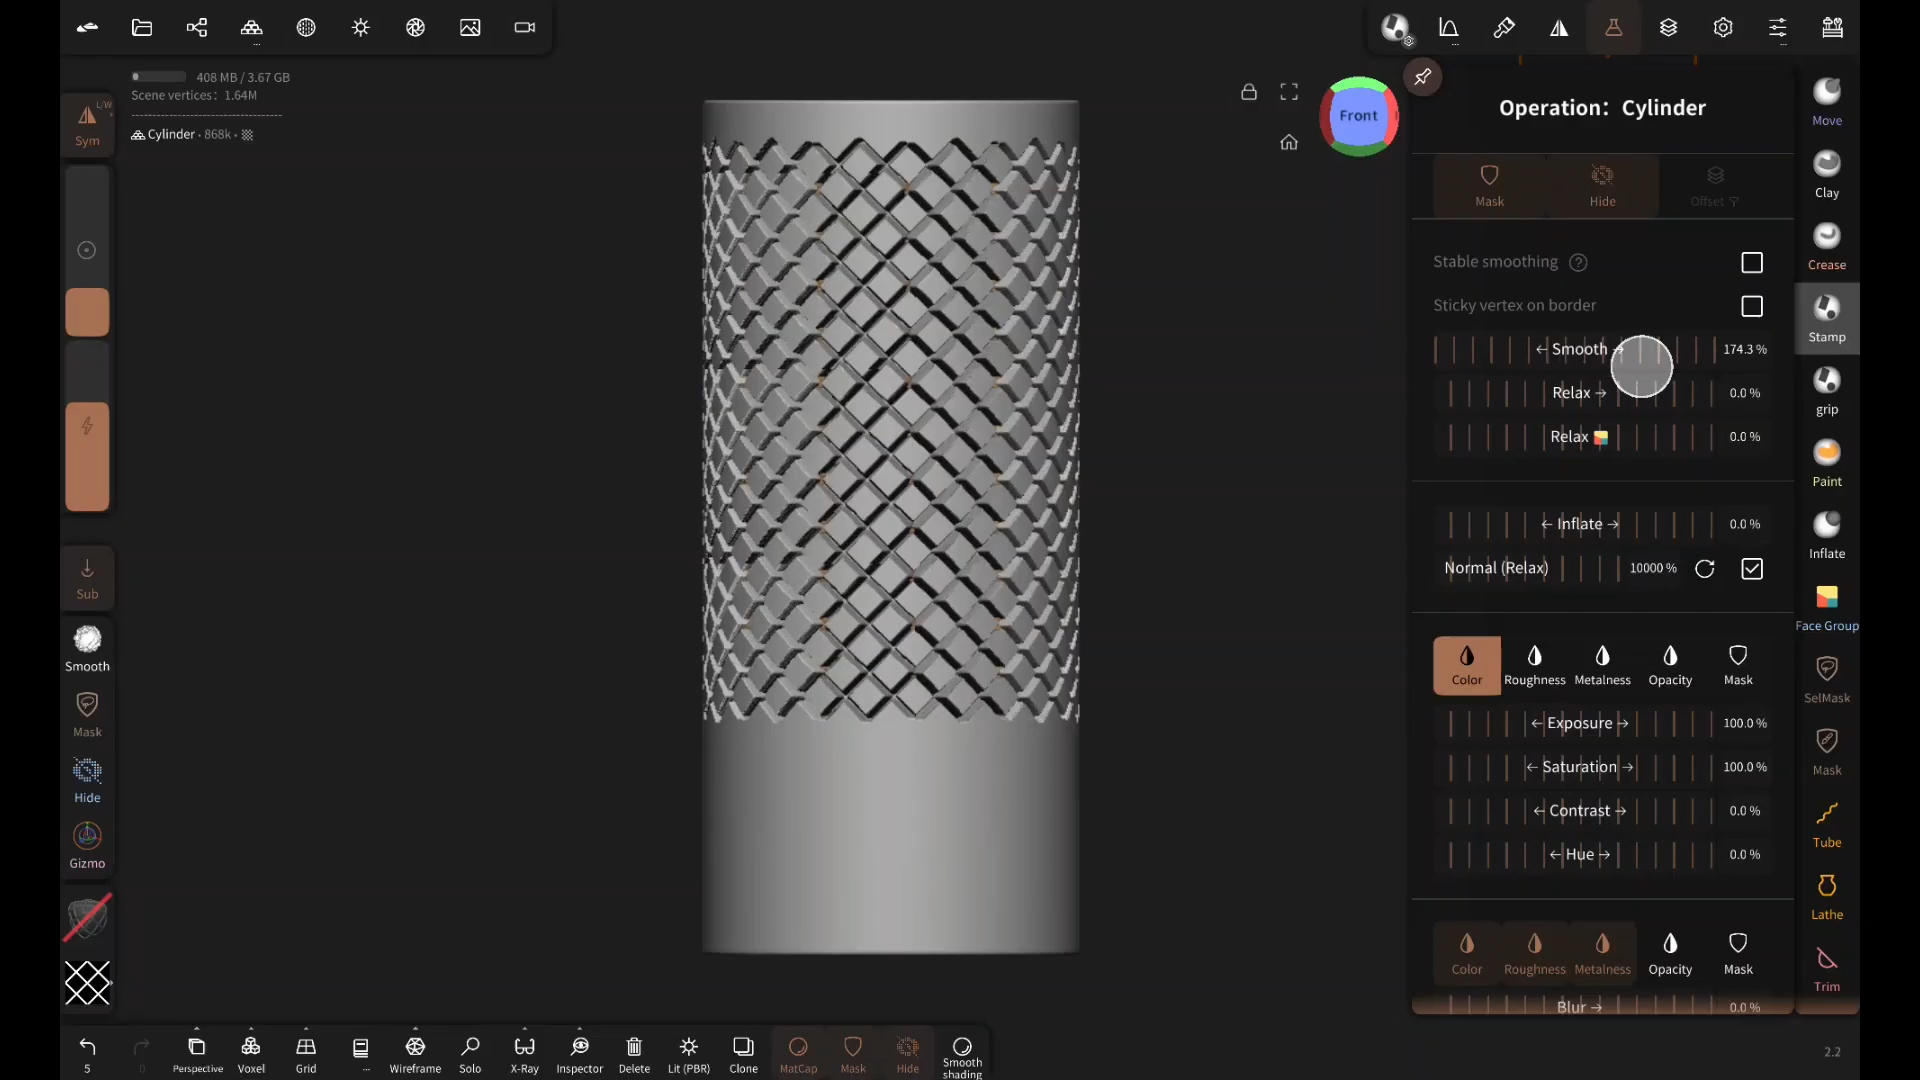 408 MB / 3.67 GB
Scene vertices: 1.64M
Cylinder • 868k •
L/W
Sym
Sub
Smooth
Mask
Hide
Gizmo
Front
Operation: Cylinder
Mask
Hide
Offset
Stable smoothing ?
Sticky vertex on border
← Smooth → 174.3 %
Relax → 0.0 %
Relax 0.0 %
← Inflate → 0.0 %
Normal (Relax) 10000 %
Color
Roughness
Metalness
Opacity
Mask
← Exposure → 100.0 %
← Saturation → 100.0 %
← Contrast → 0.0 %
← Hue → 0.0 %
Color
Roughness
Metalness
Opacity
Mask
Blur → 0.0 %
Move
Clay
Crease
Stamp
grip
Paint
Inflate
Face Group
SelMask
Mask
Tube
Lathe
Trim
5
0
Perspective
Voxel
Grid
...
Wireframe
Solo
X-Ray
Inspector
Delete
Lit (PBR)
Clone
MatCap
Mask
Hide
Smooth
shading
2.2